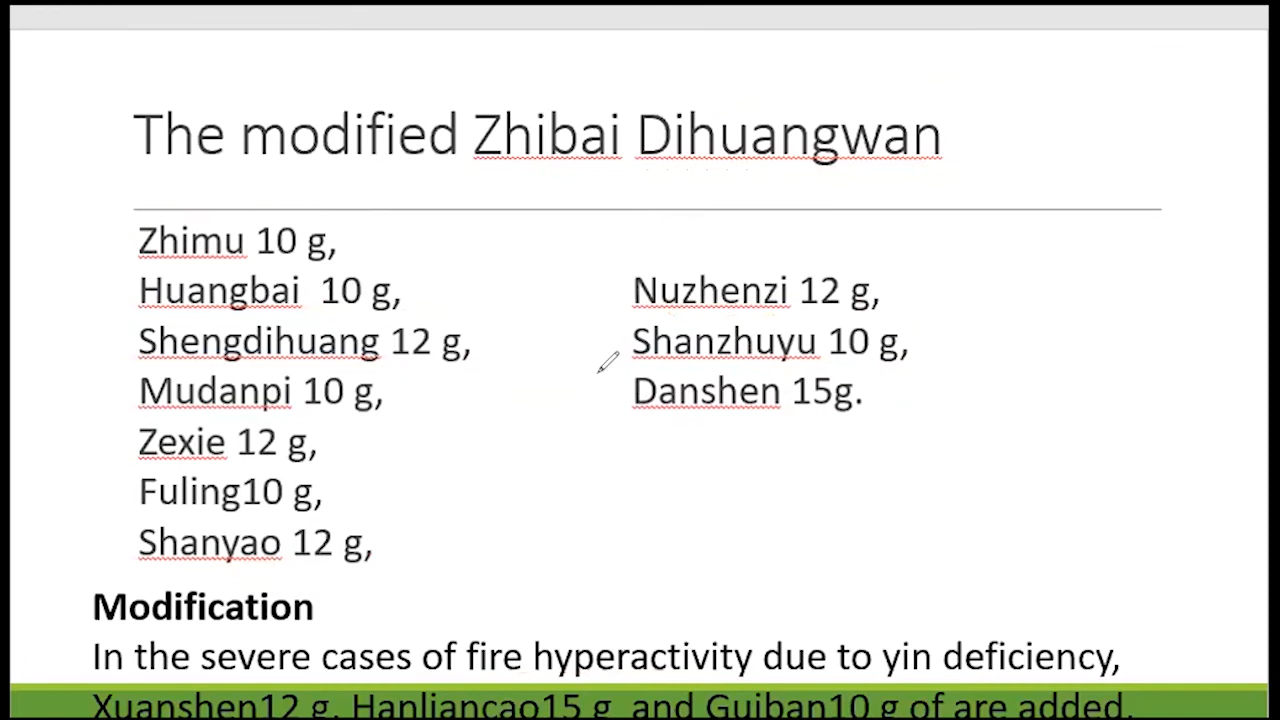 The modified Zhibai Dihuangwan
Zhimu 10 g,
Huangbai  10 g,
Shengdihuang 12 g,
Mudanpi 10 g,
Zexie 12 g,
Fuling10 g,
Shanyao 12 g,
Nuzhenzi 12 g,
Shanzhuyu 10 g,
Danshen 15g.
Modification
In the severe cases of fire hyperactivity due to yin deficiency,
Xuanshen12 g, Hanliancao15 g  and Guiban10 g of are added.